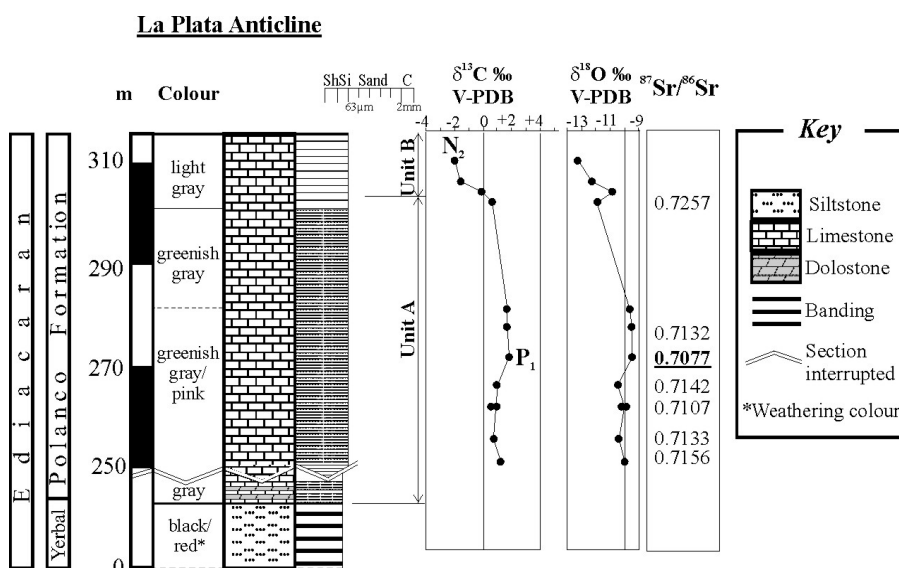 La Plata Anticline
m
Colour
ShSi Sand C
63μm 2mm
δ¹³C ‰
V-PDB
-4 -2 0 +2 +4
δ¹⁸O ‰
V-PDB
-13 -11 -9
⁸⁷Sr/⁸⁶Sr
Ediacaran
Polanco Formation
Yerbal
310
290
270
250
0
light
gray
greenish
gray
greenish
gray/
pink
gray
black/
red*
Unit B
Unit A
N₂
P₁
0.7257
0.7132
0.7077
0.7142
0.7107
0.7133
0.7156
Key
Siltstone
Limestone
Dolostone
Banding
Section
interrupted
*Weathering colour